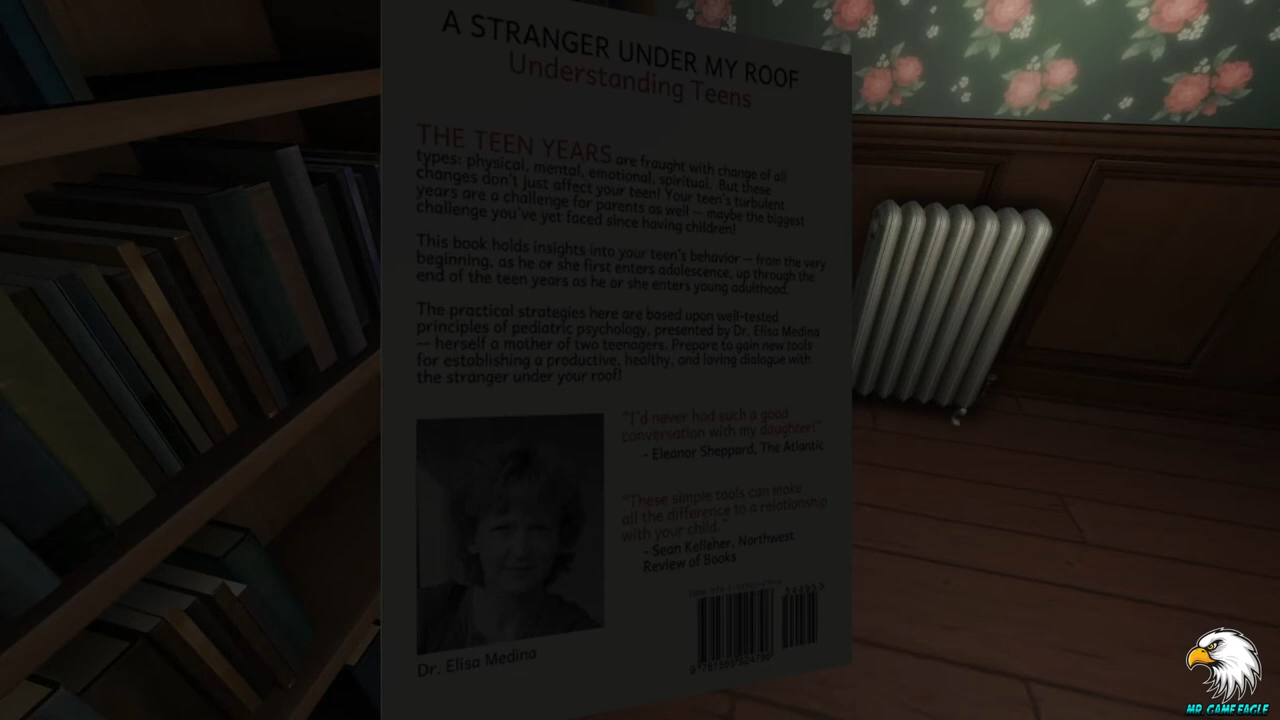 A STRANGER UNDER MY ROOF
Understanding Teens
THE TEEN YEARS are fraught with change of all
types: physical, mental, emotional, spiritual. But these
changes don't just affect your teen! Your teen's turbulent
years are a challenge for parents as well — maybe the biggest
challenge you've yet faced since having children!
This book holds insights into your teen's behavior — from the very
beginning, as he or she first enters adolescence, up through the
end of the teen years as he or she enters young adulthood.
The practical strategies here are based upon well-tested
principles of pediatric psychology, presented by Dr. Elisa Medina
— herself a mother of two teenagers. Prepare to gain new tools
for establishing a productive, healthy, and loving dialogue with
the stranger under your roof!
"I'd never had such a good
conversation with my daughter!"
- Eleanor Sheppard, The Atlantic
"These simple tools can make
all the difference to a relationship
with your child."
- Sean Kelleher, Northwest
Review of Books
Dr. Elisa Medina
MR. GAME EAGLE